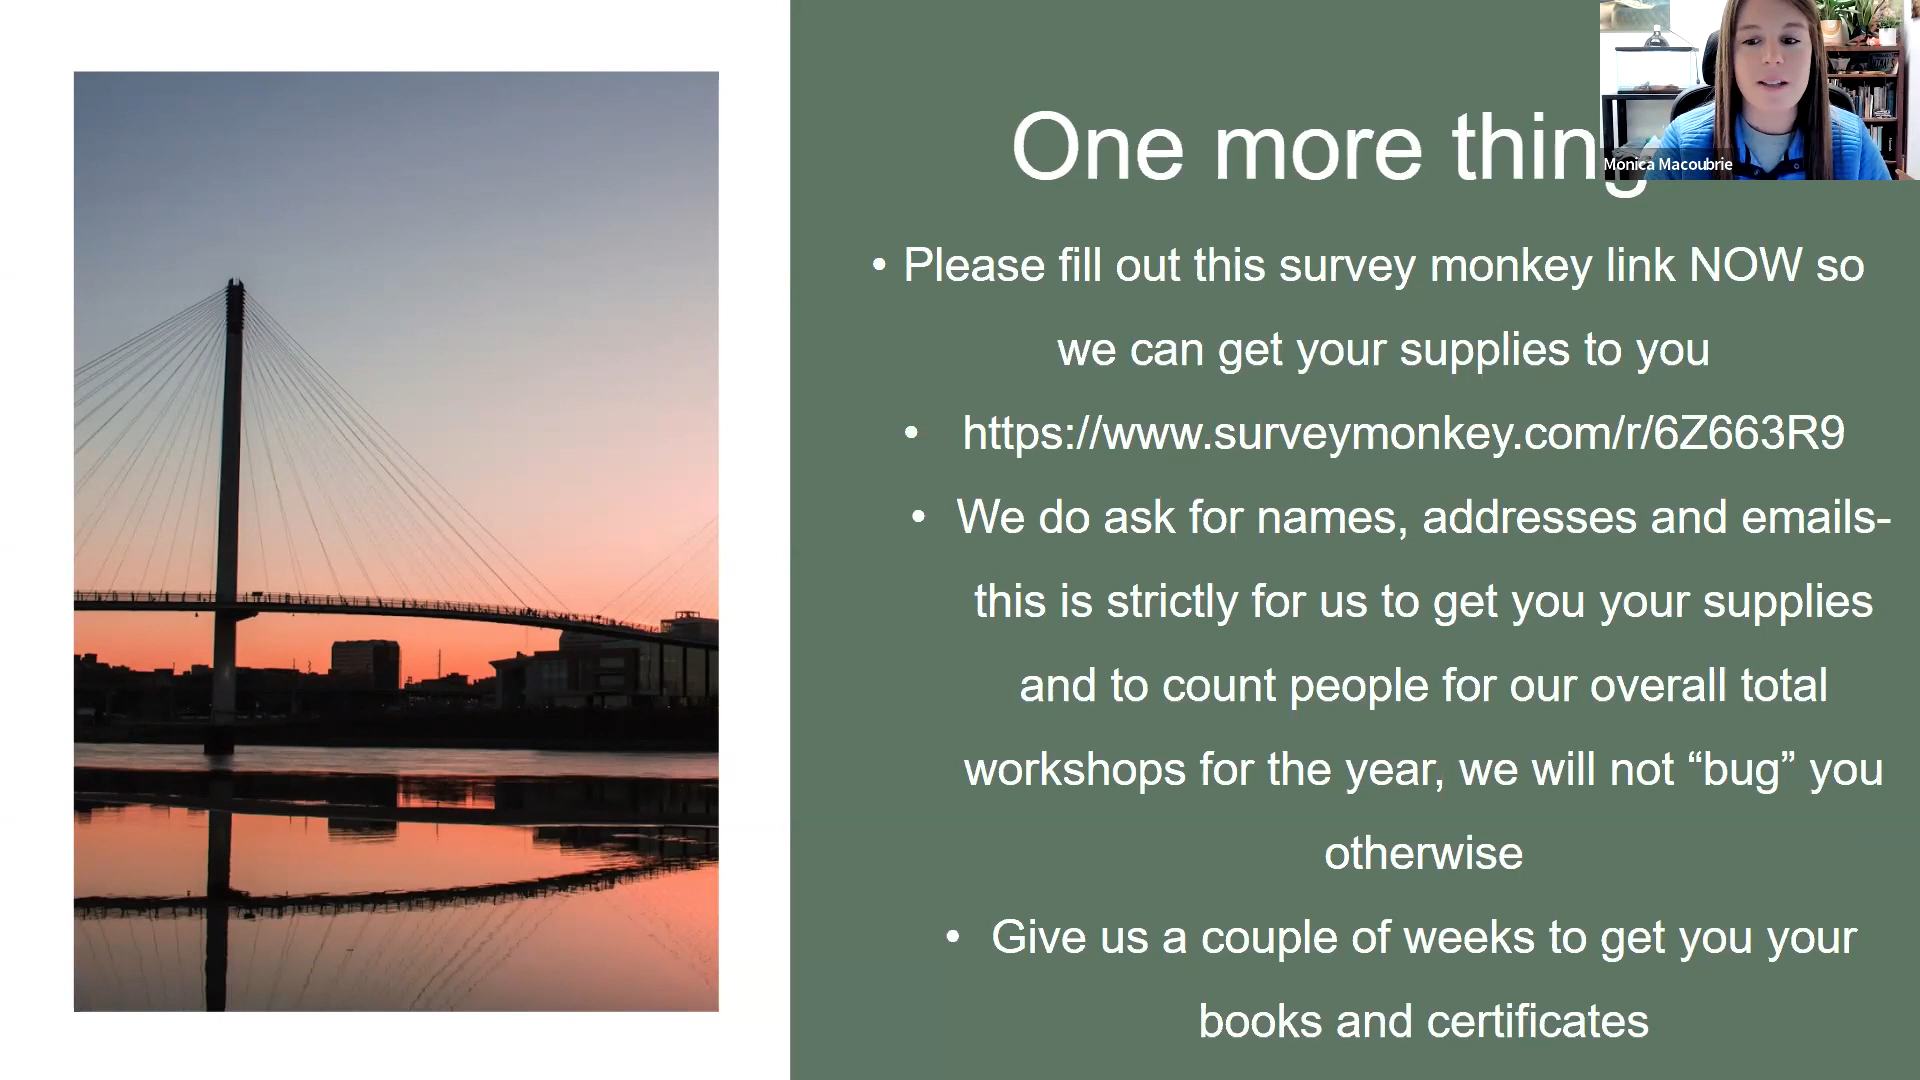 One more thing
Monica Macoubrie
• Please fill out this survey monkey link NOW so
we can get your supplies to you
• https://www.surveymonkey.com/r/6Z663R9
• We do ask for names, addresses and emails-
this is strictly for us to get you your supplies
and to count people for our overall total
workshops for the year, we will not “bug” you
otherwise
• Give us a couple of weeks to get you your
books and certificates